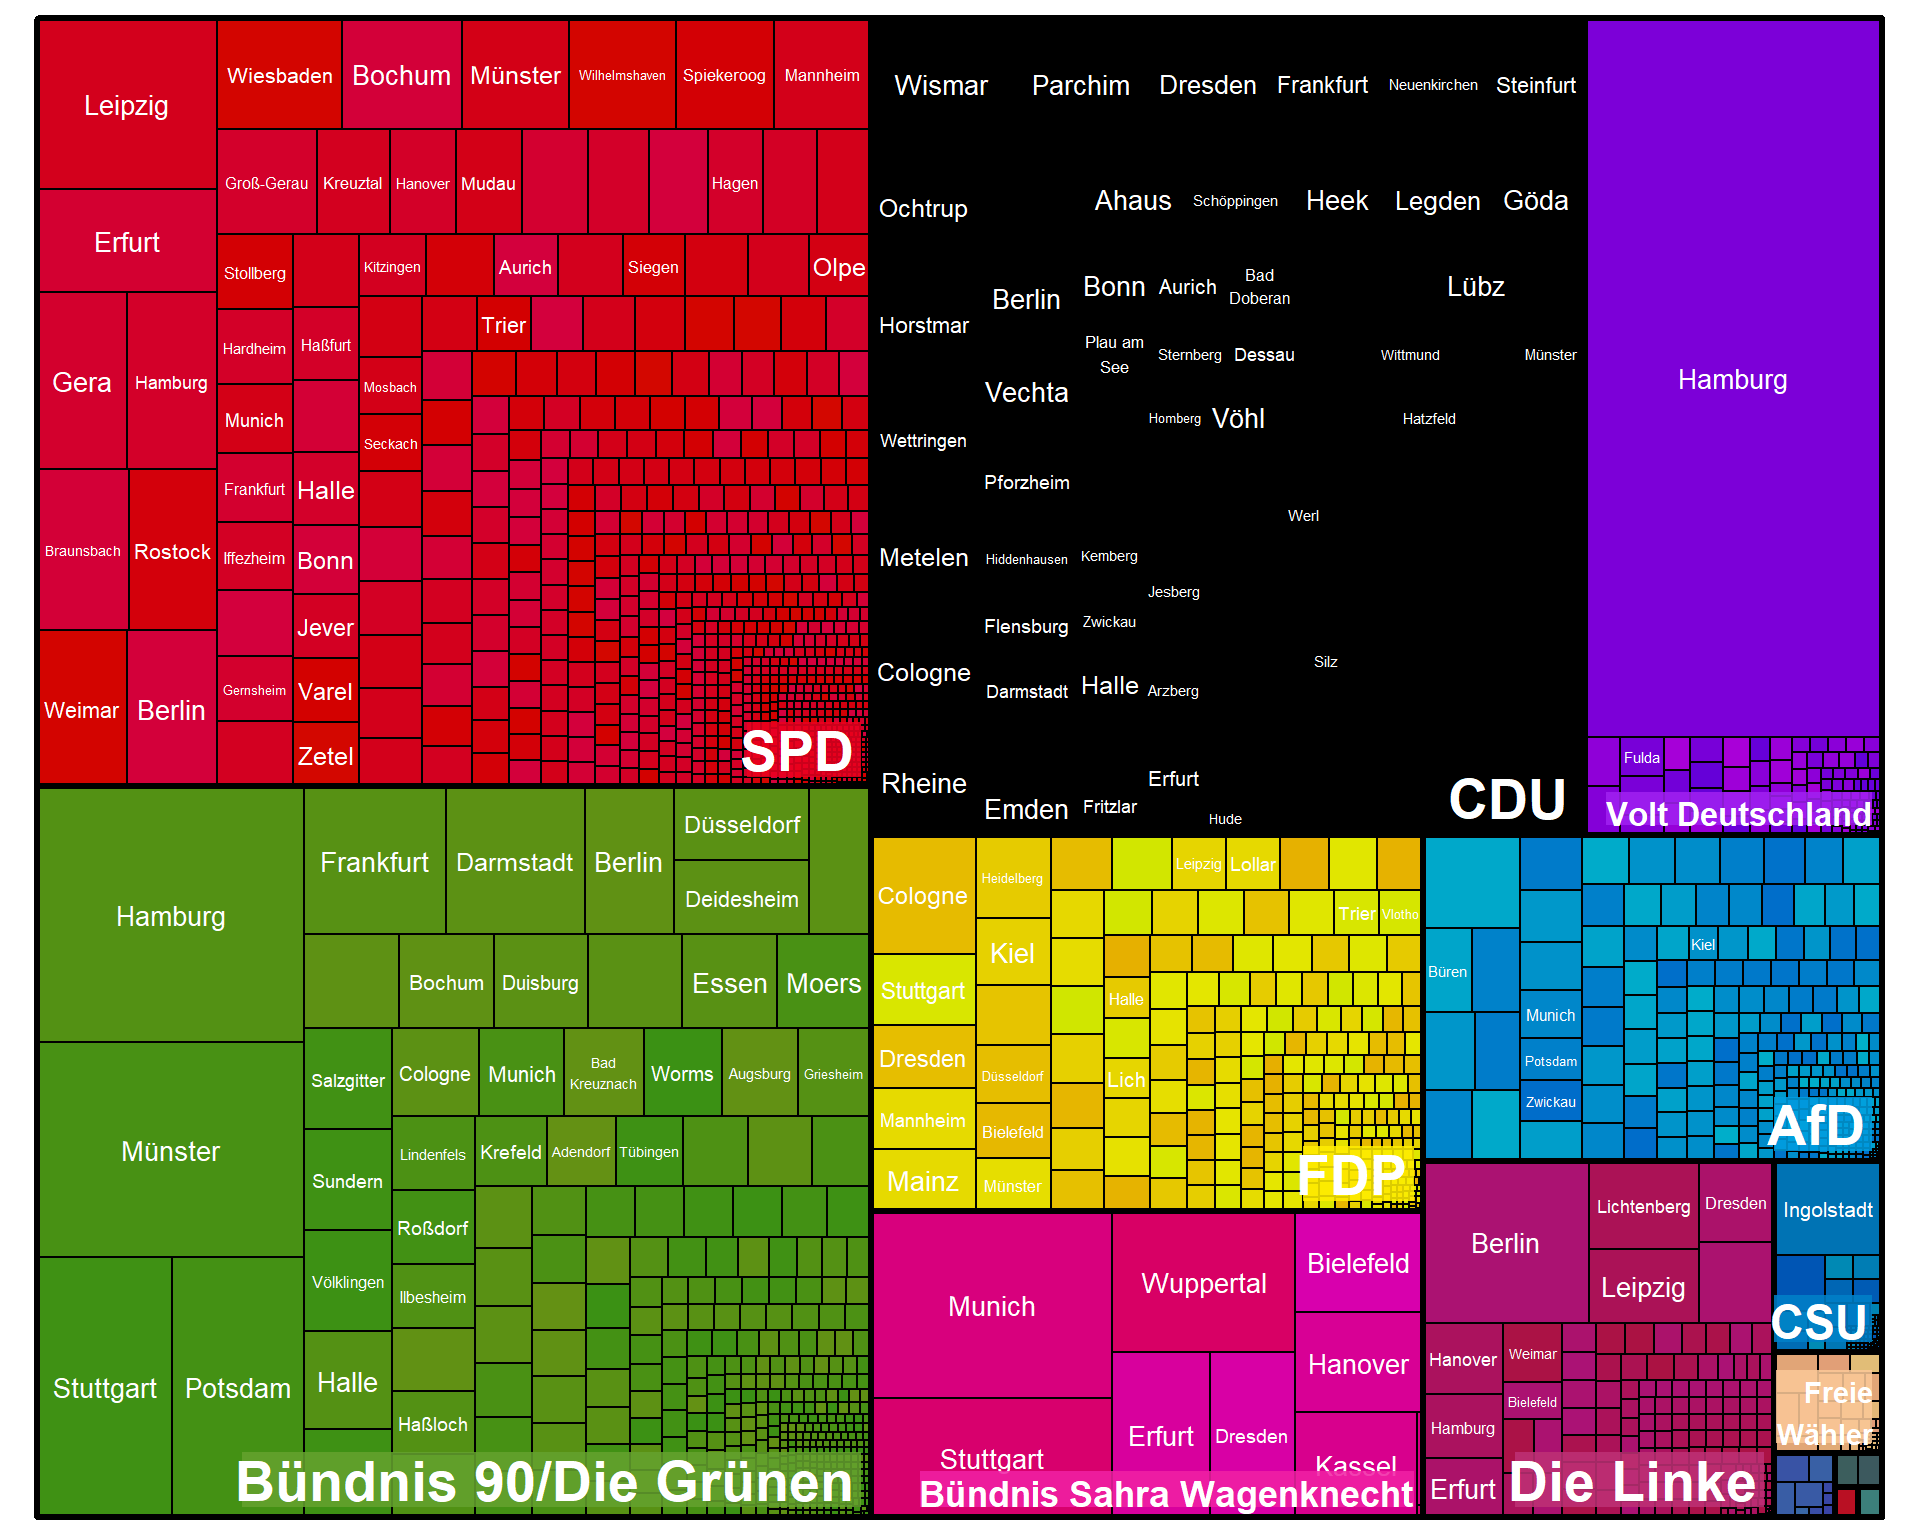 Leipzig
Wiesbaden
Bochum
Münster
Wilhelmshaven
Spiekeroog
Mannheim
Groß-Gerau
Kreuztal
Hanover
Mudau
Hagen
Erfurt
Stollberg
Kitzingen
Aurich
Siegen
Olpe
Gera
Hamburg
Hardheim
Haßfurt
Trier
Munich
Mosbach
Seckach
Frankfurt
Halle
Braunsbach
Rostock
Iffezheim
Bonn
Jever
Weimar
Berlin
Gernsheim
Varel
Zetel
SPD
Wismar
Parchim
Dresden
Frankfurt
Neuenkirchen
Steinfurt
Ochtrup
Ahaus
Schöppingen
Heek
Legden
Göda
Horstmar
Berlin
Bonn
Aurich
Bad
Doberan
Lübz
Vechta
Plau am
See
Sternberg
Dessau
Wittmund
Münster
Homberg
Vöhl
Hatzfeld
Wettringen
Pforzheim
Werl
Metelen
Hiddenhausen
Kemberg
Jesberg
Flensburg
Zwickau
Cologne
Darmstadt
Halle
Arzberg
Silz
Rheine
Emden
Fritzlar
Erfurt
Hude
CDU
Hamburg
Fulda
Volt Deutschland
Hamburg
Frankfurt
Darmstadt
Berlin
Düsseldorf
Deidesheim
Bochum
Duisburg
Essen
Moers
Münster
Salzgitter
Cologne
Munich
Bad
Kreuznach
Worms
Augsburg
Griesheim
Sundern
Lindenfels
Krefeld
Adendorf
Tübingen
Roßdorf
Völklingen
Ilbesheim
Stuttgart
Potsdam
Halle
Haßloch
Bündnis 90/Die Grünen
Cologne
Heidelberg
Leipzig
Lollar
Kiel
Trier
Vlotho
Stuttgart
Halle
Dresden
Düsseldorf
Lich
Mannheim
Bielefeld
Mainz
Münster
FDP
Kiel
Büren
Munich
Potsdam
Zwickau
AfD
Munich
Wuppertal
Bielefeld
Hanover
Stuttgart
Erfurt
Dresden
Kassel
Bündnis Sahra Wagenknecht
Berlin
Lichtenberg
Dresden
Leipzig
Hanover
Weimar
Bielefeld
Hamburg
Erfurt
Die Linke
Ingolstadt
CSU
Freie
Wähler